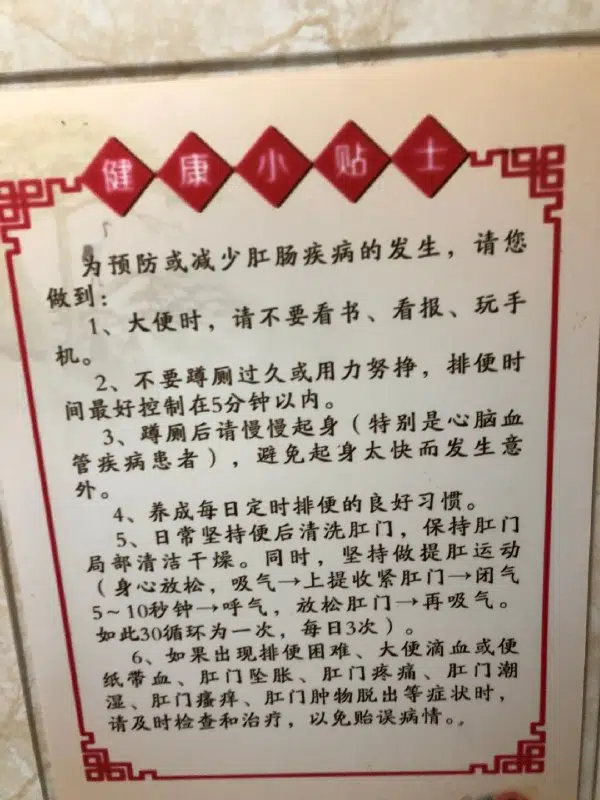 健康小贴士
为预防或减少肛肠疾病的发生，请您
做到：
1、大便时，请不要看书、看报、玩手
机。
2、不要蹲厕过久或用力努挣，排便时
间最好控制在5分钟以内。
3、蹲厕后请慢慢起身（特别是心脑血
管疾病患者），避免起身太快而发生意
外。
4、养成每日定时排便的良好习惯。
5、日常坚持便后清洗肛门，保持肛门
局部清洁干燥。同时，坚持做提肛运动
（身心放松，吸气→上提收紧肛门→闭气
5~10秒钟→呼气，放松肛门→再吸气。
如此30循环为一次，每日3次）。
6、如果出现排便困难、大便滴血或便
纸带血、肛门坠胀、肛门疼痛、肛门潮
湿、肛门瘙痒、肛门肿物脱出等症状时，
请及时检查和治疗，以免贻误病情。